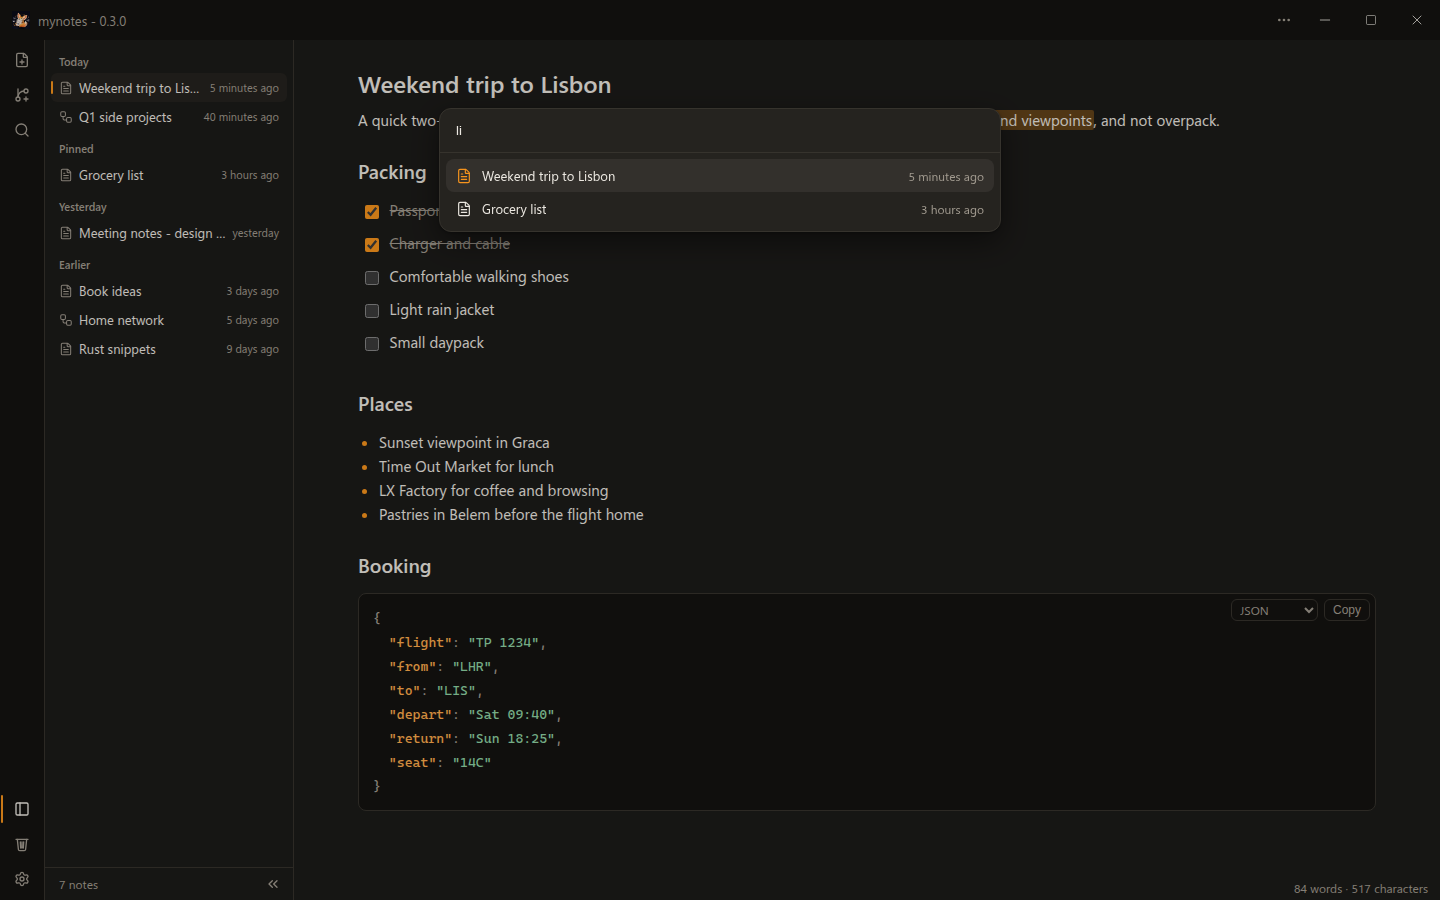 mynotes - 0.3.0
Today
Weekend trip to Lis... 5 minutes ago
Q1 side projects 40 minutes ago
Pinned
Grocery list 3 hours ago
Yesterday
Meeting notes - design ... yesterday
Earlier
Book ideas 3 days ago
Home network 5 days ago
Rust snippets 9 days ago
7 notes
Weekend trip to Lisbon
A quick two- nd viewpoints, and not overpack.
li
Weekend trip to Lisbon 5 minutes ago
Grocery list 3 hours ago
Packing
Charger and cable
Comfortable walking shoes
Light rain jacket
Small daypack
Places
Sunset viewpoint in Graca
Time Out Market for lunch
LX Factory for coffee and browsing
Pastries in Belem before the flight home
Booking
JSON Copy
{
"flight": "TP 1234",
"from": "LHR",
"to": "LIS",
"depart": "Sat 09:40",
"return": "Sun 18:25",
"seat": "14C"
}
84 words · 517 characters